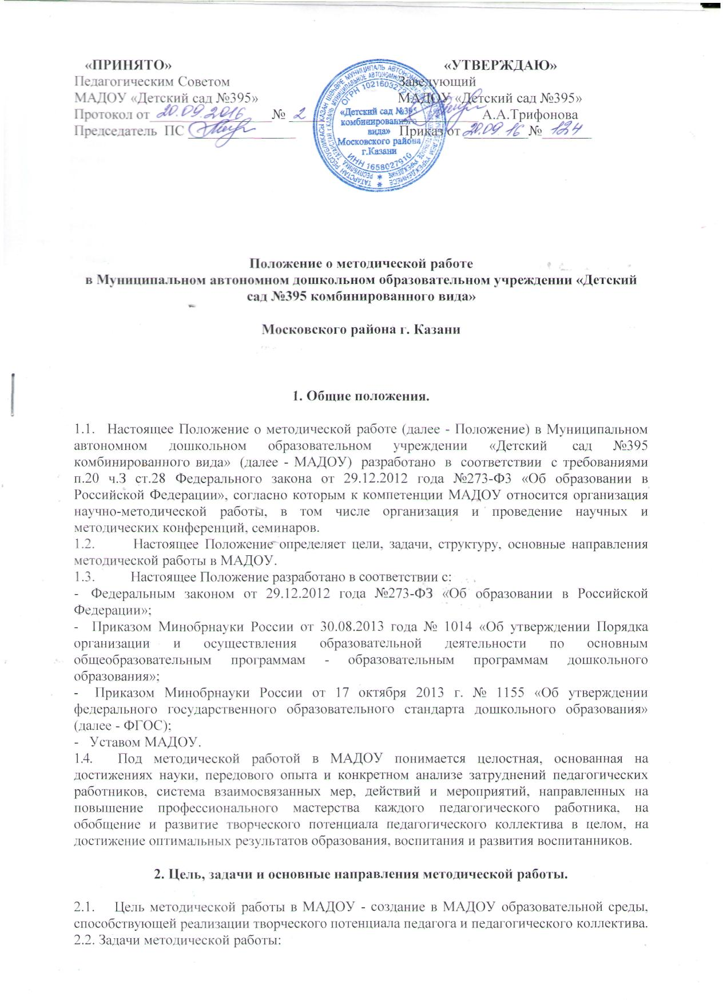 «ПРИНЯТО» «УТВЕРЖДАЮ»
Педагогическим Советом Заведующий
МАДОУ «Детский сад №395» МАДОУ «Детский сад №395»
Протокол от 20.09.2016 № 2 А.А.Трифонова
Председатель ПС Приказ от 20.09.16 № 124
«Детский сад №395
комбинированного
вида»
Московского района
г.Казани
ИНН 1658027910
Положение о методической работе
в Муниципальном автономном дошкольном образовательном учреждении «Детский
сад №395 комбинированного вида»
Московского района г. Казани
1. Общие положения.
1.1. Настоящее Положение о методической работе (далее - Положение) в Муниципальном
автономном дошкольном образовательном учреждении «Детский сад №395
комбинированного вида» (далее - МАДОУ) разработано в соответствии с требованиями
п.20 ч.3 ст.28 Федерального закона от 29.12.2012 года №273-ФЗ «Об образовании в
Российской Федерации», согласно которым к компетенции МАДОУ относится организация
научно-методической работы, в том числе организация и проведение научных и
методических конференций, семинаров.
1.2. Настоящее Положение определяет цели, задачи, структуру, основные направления
методической работы в МАДОУ.
1.3. Настоящее Положение разработано в соответствии с:
- Федеральным законом от 29.12.2012 года №273-ФЗ «Об образовании в Российской
Федерации»;
- Приказом Минобрнауки России от 30.08.2013 года № 1014 «Об утверждении Порядка
организации и осуществления образовательной деятельности по основным
общеобразовательным программам - образовательным программам дошкольного
образования»;
- Приказом Минобрнауки России от 17 октября 2013 г. № 1155 «Об утверждении
федерального государственного образовательного стандарта дошкольного образования»
(далее - ФГОС);
- Уставом МАДОУ.
1.4. Под методической работой в МАДОУ понимается целостная, основанная на
достижениях науки, передового опыта и конкретном анализе затруднений педагогических
работников, система взаимосвязанных мер, действий и мероприятий, направленных на
повышение профессионального мастерства каждого педагогического работника, на
обобщение и развитие творческого потенциала педагогического коллектива в целом, на
достижение оптимальных результатов образования, воспитания и развития воспитанников.
2. Цель, задачи и основные направления методической работы.
2.1. Цель методической работы в МАДОУ - создание в МАДОУ образовательной среды,
способствующей реализации творческого потенциала педагога и педагогического коллектива.
2.2. Задачи методической работы: